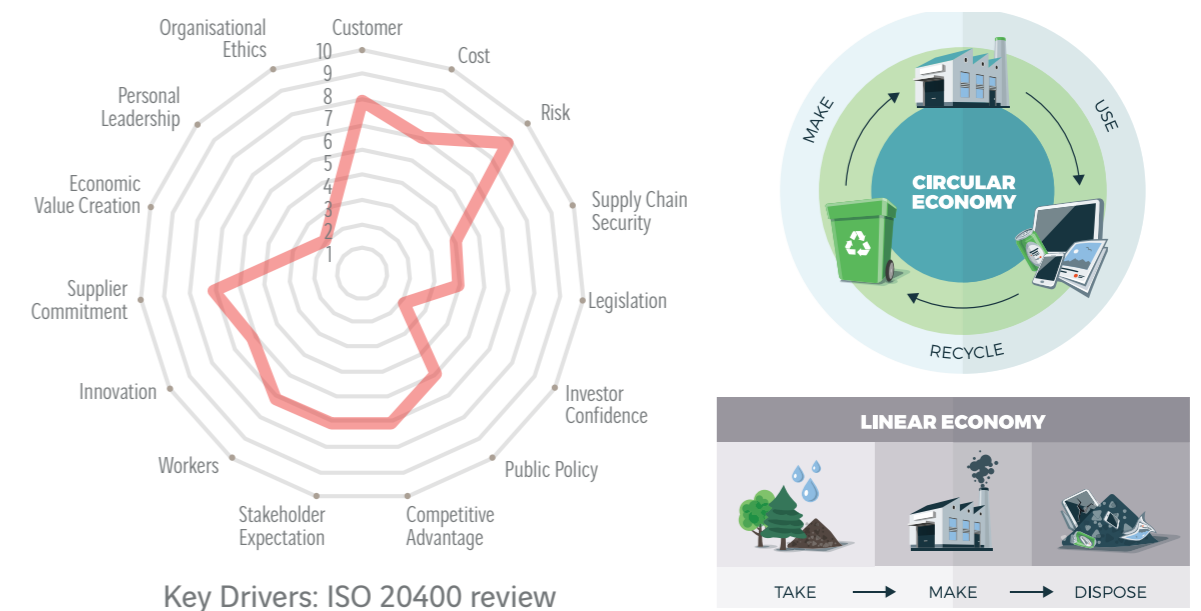 Customer
Cost
Risk
Supply Chain
Security
Legislation
Investor
Confidence
Public Policy
Competitive
Advantage
Stakeholder
Expectation
Workers
Innovation
Supplier
Commitment
Economic
Value Creation
Personal
Leadership
Organisational
Ethics
10
9
8
7
6
5
4
3
2
1
Key Drivers: ISO 20400 review
MAKE
USE
CIRCULAR
ECONOMY
RECYCLE
LINEAR ECONOMY
TAKE MAKE DISPOSE